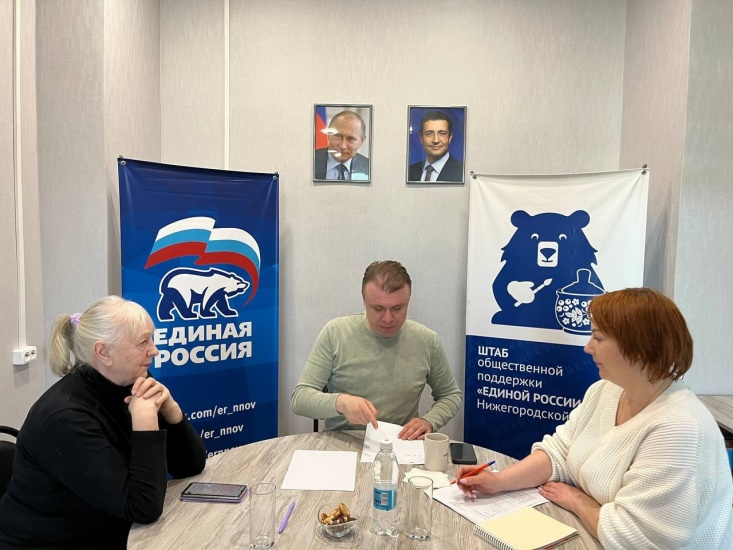 ЕДИНАЯ
РОССИЯ
.com/er_nnov
/er_nnov
ШТАБ
общественной
поддержки
«ЕДИНОЙ РОССИИ
Нижегородской